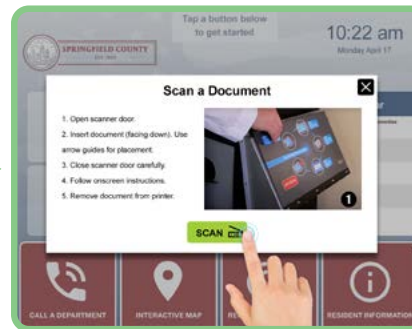 Tap a button below
to get started
10:22 am
Monday April 17
SPRINGFIELD COUNTY
Scan a Document
1. Open scanner door.
2. Insert document (facing down). Use
arrow guides for placement.
3. Close scanner door carefully.
4. Follow onscreen instructions.
5. Remove document from printer.
1
SCAN
CALL A DEPARTMENT
INTERACTIVE MAP
RESIDENT INFORMATION